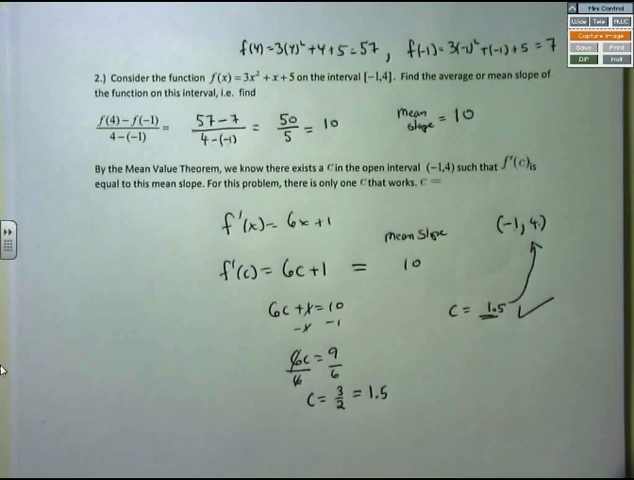 f(4)=3(4)²+4+5=57, f(-1)=3(-1)²+(-1)+5=7
2.) Consider the function f(x)=3x²+x+5 on the interval [−1,4]. Find the average or mean slope of
the function on this interval, i.e. find
f(4)−f(−1)/4−(−1) = 57-7/4-(-1) = 50/5 = 10 mean slope = 10
By the Mean Value Theorem, we know there exists a C in the open interval (−1,4) such that f'(c) is
equal to this mean slope. For this problem, there is only one C that works. C =
f'(x)= 6x+1 (-1,4)
mean slope
f'(c)= 6c+1 = 10
6c+1=10 c = 1.5 ✓
-1 -1
6c/6 = 9/6
c= 3/2 = 1.5
Mini Control
Wide Tele AWC
Capture Image
Save Print
DIP Half